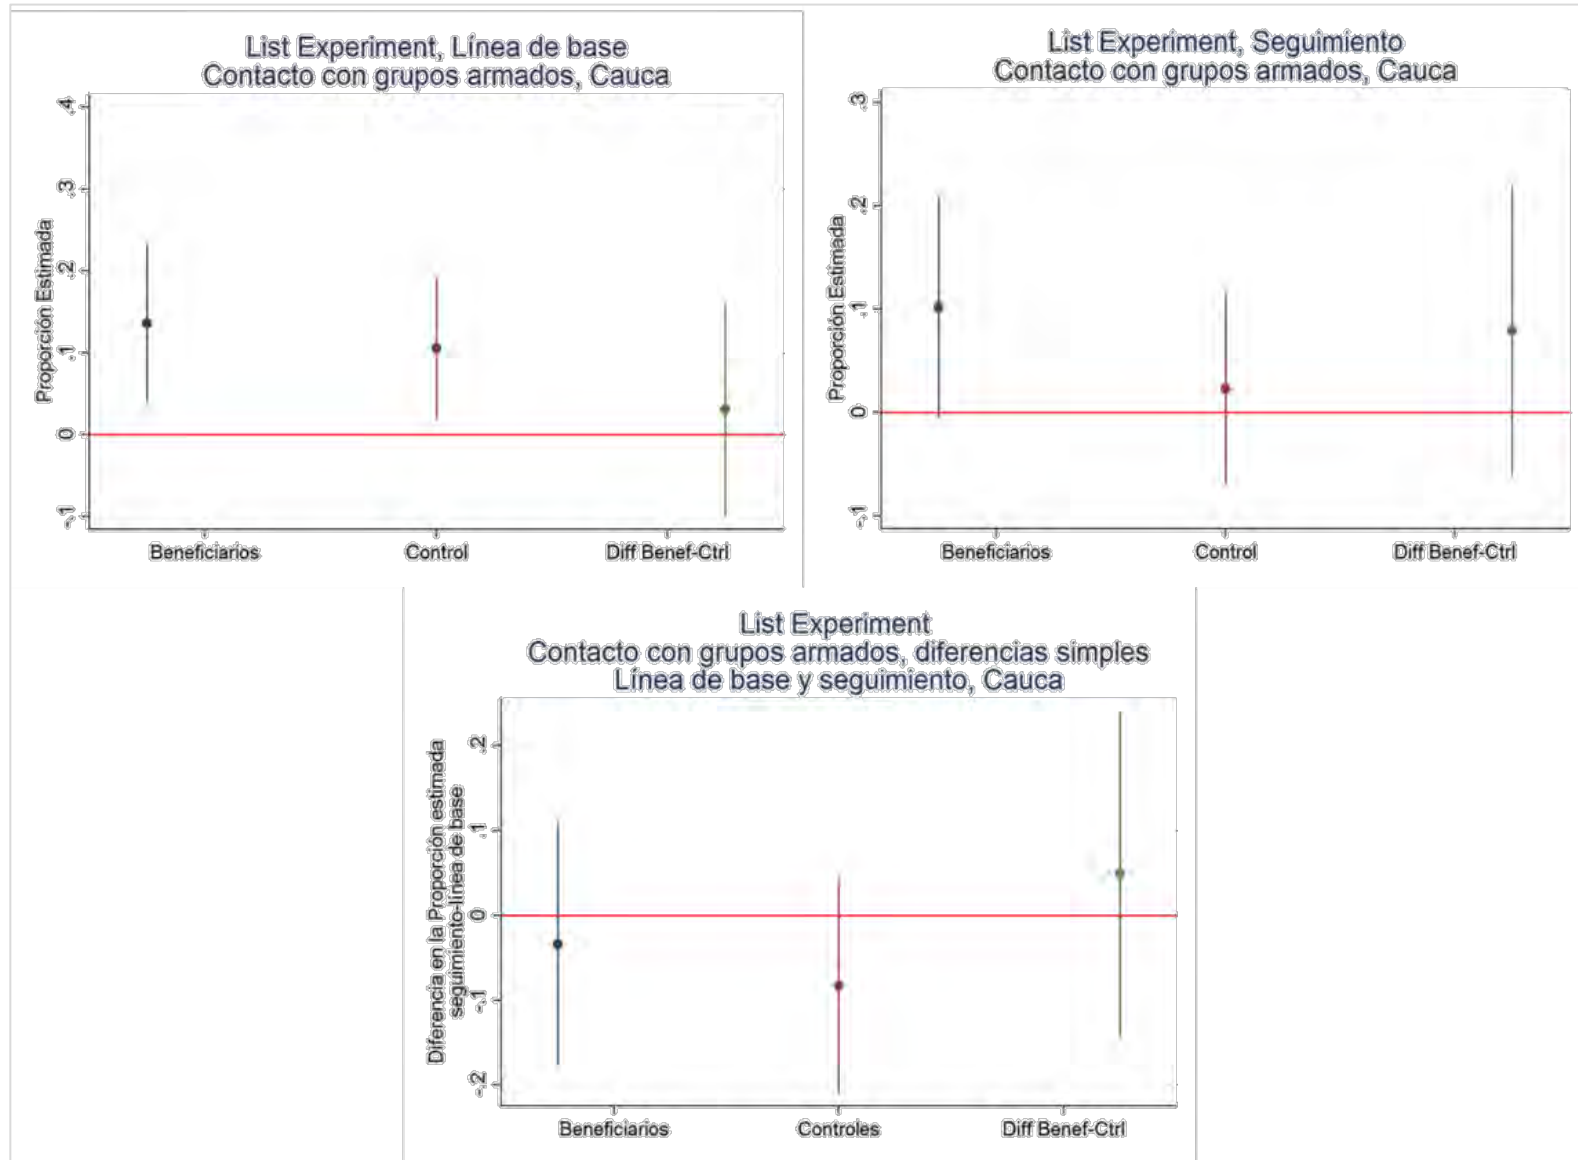 List Experiment, Línea de base
Contacto con grupos armados, Cauca
Proporción Estimada
.4
.3
.2
.1
0
-.1
Beneficiarios
Control
Diff Benef-Ctrl
List Experiment, Seguimiento
Contacto con grupos armados, Cauca
Proporción Estimada
.3
.2
.1
0
-.1
Beneficiarios
Control
Diff Benef-Ctrl
List Experiment
Contacto con grupos armados, diferencias simples
Línea de base y seguimiento, Cauca
Diferencia en la Proporción estimada
seguimiento-línea de base
.2
.1
0
-.1
-.2
Beneficiarios
Controles
Diff Benef-Ctrl